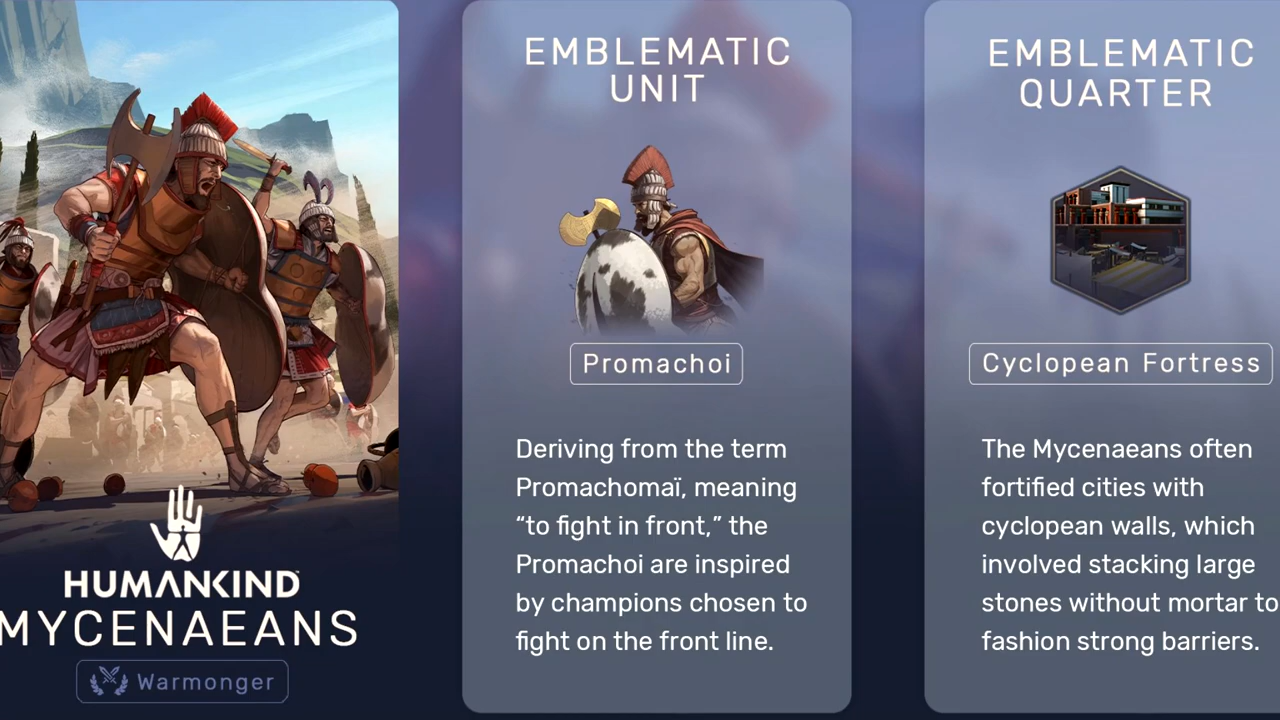 HUMANKIND
MYCENAEANS
Warmonger
EMBLEMATIC
UNIT
Promachoi
Deriving from the term
Promachomaï, meaning
“to fight in front,” the
Promachoi are inspired
by champions chosen to
fight on the front line.
EMBLEMATIC
QUARTER
Cyclopean Fortress
The Mycenaeans often
fortified cities with
cyclopean walls, which
involved stacking large
stones without mortar to
fashion strong barriers.